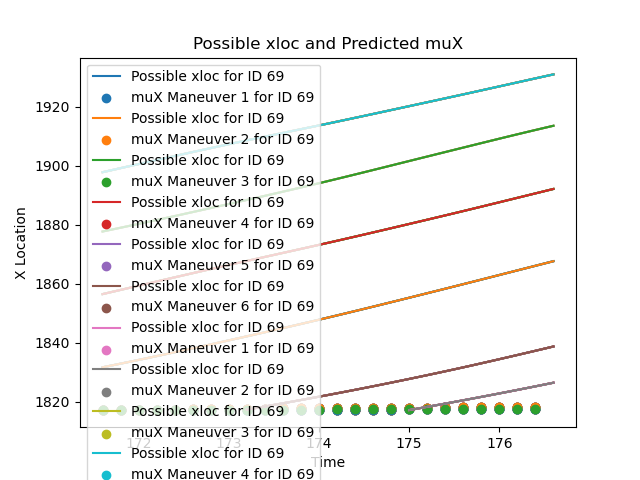 Possible xloc and Predicted muX
X Location
1920
1900
1880
1860
1840
1820
Possible xloc for ID 69
muX Maneuver 1 for ID 69
Possible xloc for ID 69
muX Maneuver 2 for ID 69
Possible xloc for ID 69
muX Maneuver 3 for ID 69
Possible xloc for ID 69
muX Maneuver 4 for ID 69
Possible xloc for ID 69
muX Maneuver 5 for ID 69
Possible xloc for ID 69
muX Maneuver 6 for ID 69
Possible xloc for ID 69
muX Maneuver 1 for ID 69
Possible xloc for ID 69
muX Maneuver 2 for ID 69
Possible xloc for ID 69
muX Maneuver 3 for ID 69
Possible xloc for ID 69
muX Maneuver 4 for ID 69
172 173 174 175 176
Time